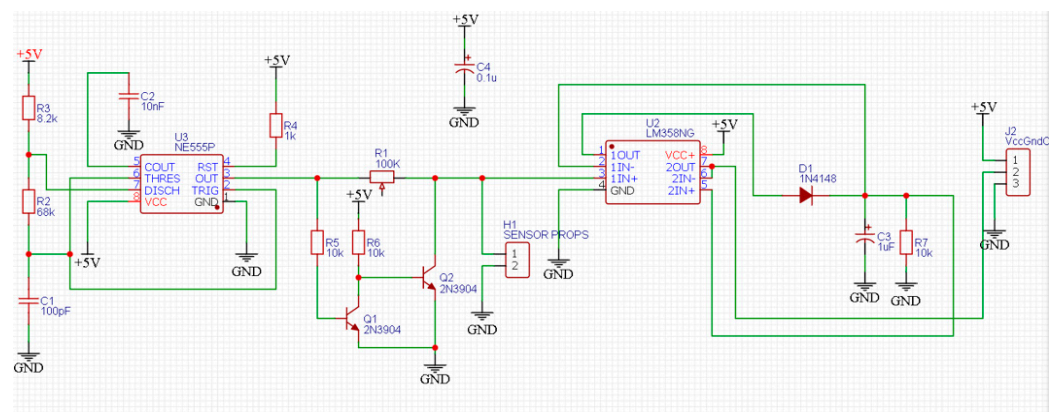 +5V
R3
8.2k
R2
68k
C1
100pF
GND
C2
10nF
GND
U3
NE555P
5
6
7
8
COUT
THRES
DISCH
VCC
RST
OUT
TRIG
GND
4
3
2
1
+5V
GND
+5V
R4
1k
R1
100K
+5V
R5
10k
R6
10k
Q1
2N3904
Q2
2N3904
GND
+5V
C4
0.1u
GND
H1
SENSOR PROPS
1
2
GND
U2
LM358NG
1
2
3
4
1OUT
1IN-
1IN+
GND
VCC+
2OUT
2IN-
2IN+
8
7
6
5
+5V
GND
D1
1N4148
C3
1uF
GND
R7
10k
GND
+5V
J2
VccGndO
1
2
3
GND